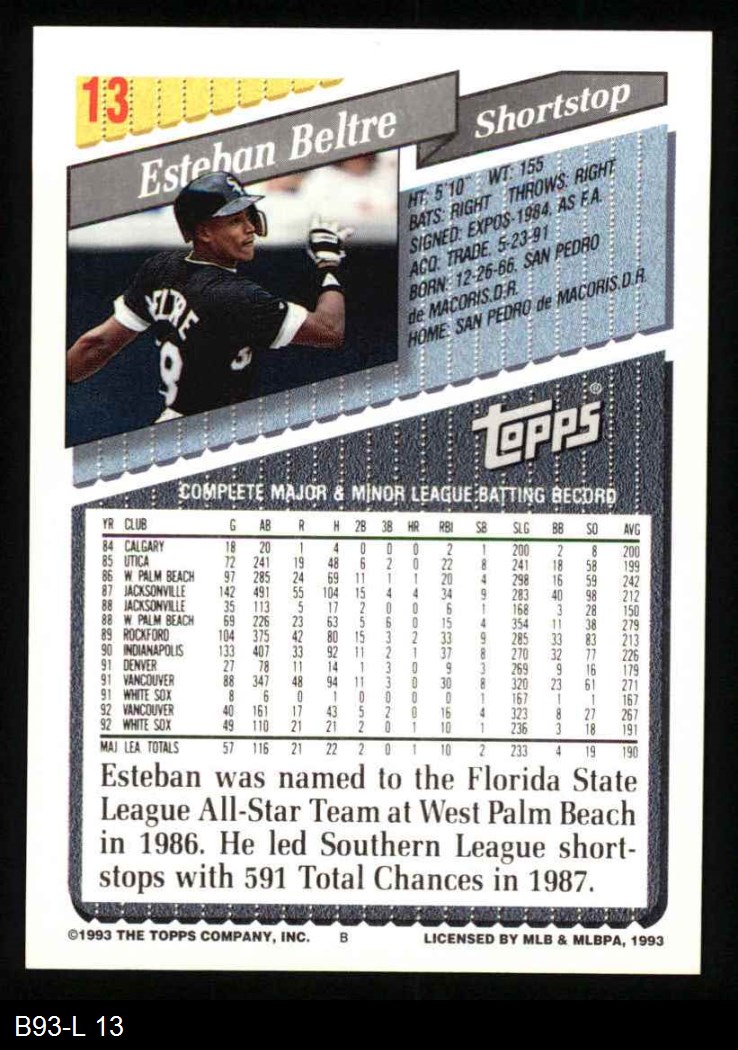 13
Esteban Beltre
Shortstop
HT: 5'10" WT: 155
BATS: RIGHT THROWS: RIGHT
SIGNED: EXPOS-1984, AS F.A.
ACQ: TRADE, 5-23-91
BORN: 12-26-66, SAN PEDRO
de MACORIS, D.R.
HOME: SAN PEDRO de MACORIS, D.R.
BELTRE
8
3
Topps®
COMPLETE MAJOR & MINOR LEAGUE BATTING RECORD
YR CLUB G AB R H 2B 3B HR RBI SB SLG BB SO AVG
84 CALGARY 18 20 1 4 0 0 0 2 1 200 2 8 200
85 UTICA 72 241 19 48 6 2 0 22 8 241 18 58 199
86 W PALM BEACH 97 285 24 69 11 1 1 20 4 298 16 59 242
87 JACKSONVILLE 142 491 55 104 15 4 4 34 9 283 40 98 212
88 JACKSONVILLE 35 113 5 17 2 0 0 6 1 168 3 28 150
88 W PALM BEACH 69 226 23 63 5 6 0 15 4 354 11 38 279
89 ROCKFORD 104 375 42 80 15 3 2 33 9 285 33 83 213
90 INDIANAPOLIS 133 407 33 92 11 2 1 37 8 270 32 77 226
91 DENVER 27 78 11 14 1 3 0 9 3 269 9 16 179
91 VANCOUVER 88 347 48 94 11 3 0 30 8 320 23 61 271
91 WHITE SOX 8 6 0 1 0 0 0 0 1 167 1 1 167
92 VANCOUVER 40 161 17 43 5 2 0 16 4 323 8 27 267
92 WHITE SOX 49 110 21 21 2 0 1 10 1 236 3 18 191
MAJ LEA TOTALS 57 116 21 22 2 0 1 10 2 233 4 19 190
Esteban was named to the Florida State
League All-Star Team at West Palm Beach
in 1986. He led Southern League short-
stops with 591 Total Chances in 1987.
©1993 THE TOPPS COMPANY, INC. B LICENSED BY MLB & MLBPA, 1993
B93-L 13